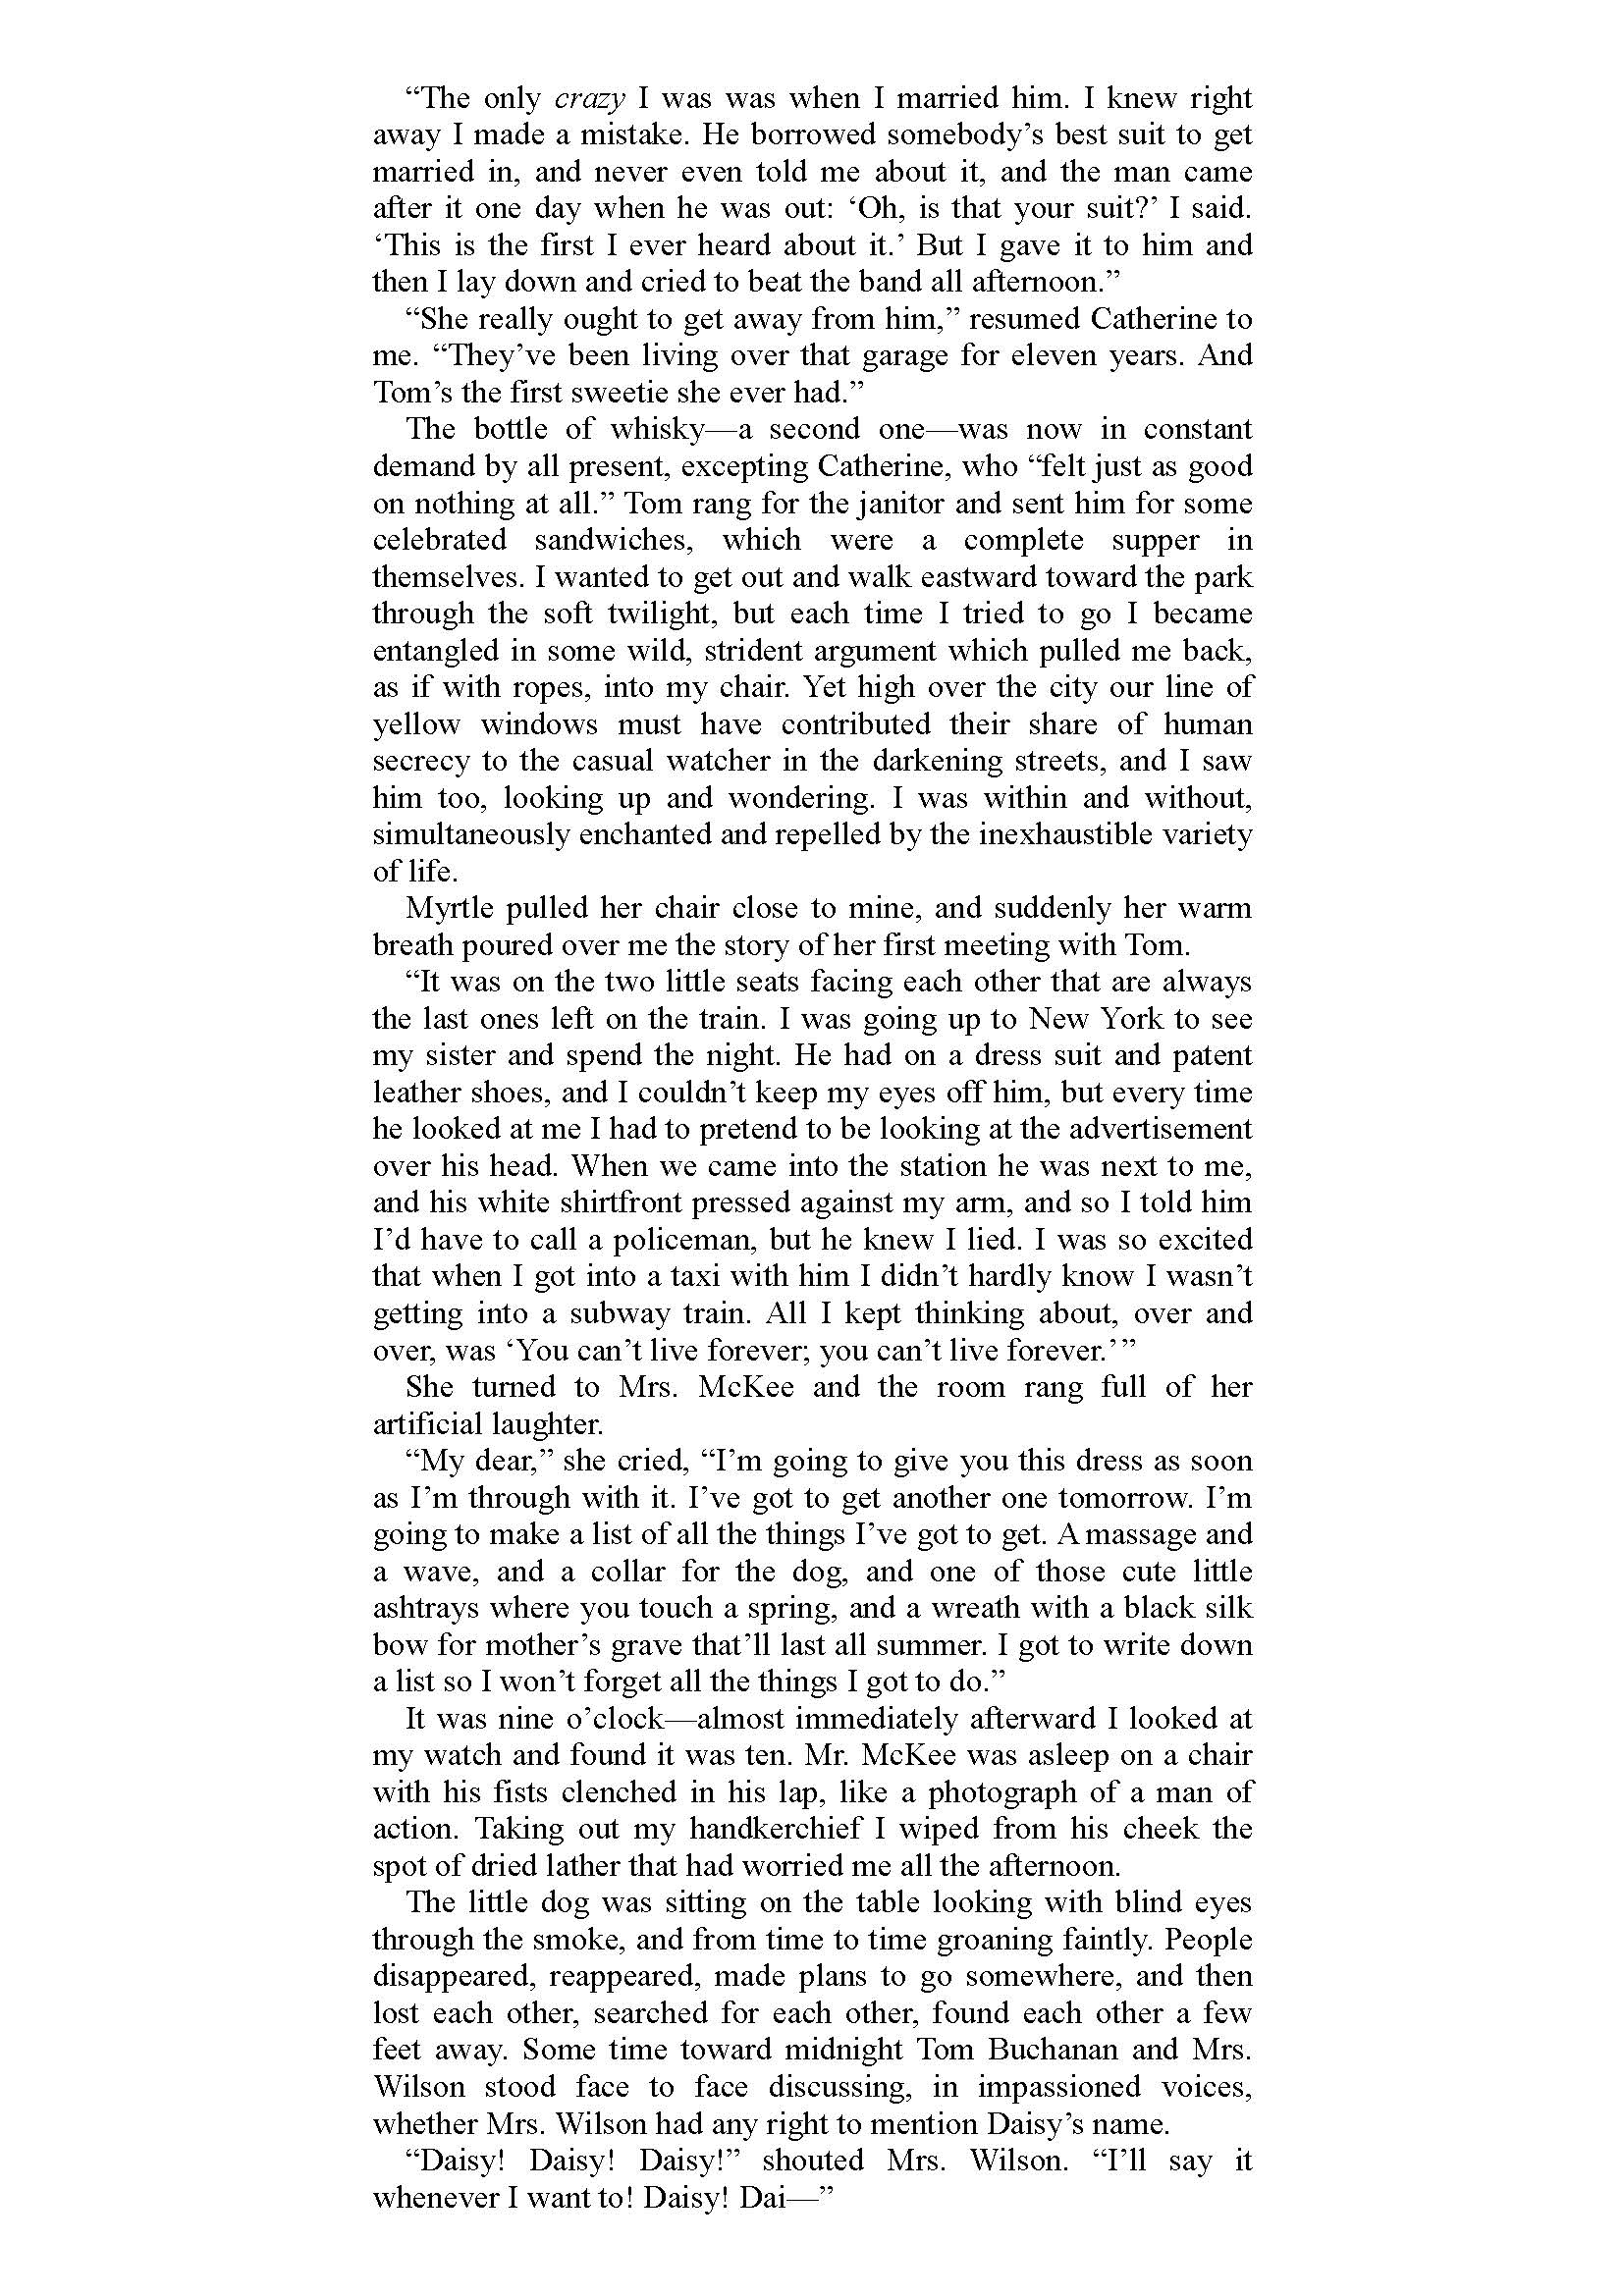 “The only crazy I was was when I married him. I knew right
away I made a mistake. He borrowed somebody’s best suit to get
married in, and never even told me about it, and the man came
after it one day when he was out: ‘Oh, is that your suit?’ I said.
‘This is the first I ever heard about it.’ But I gave it to him and
then I lay down and cried to beat the band all afternoon.”
“She really ought to get away from him,” resumed Catherine to
me. “They’ve been living over that garage for eleven years. And
Tom’s the first sweetie she ever had.”
The bottle of whisky—a second one—was now in constant
demand by all present, excepting Catherine, who “felt just as good
on nothing at all.” Tom rang for the janitor and sent him for some
celebrated sandwiches, which were a complete supper in
themselves. I wanted to get out and walk eastward toward the park
through the soft twilight, but each time I tried to go I became
entangled in some wild, strident argument which pulled me back,
as if with ropes, into my chair. Yet high over the city our line of
yellow windows must have contributed their share of human
secrecy to the casual watcher in the darkening streets, and I saw
him too, looking up and wondering. I was within and without,
simultaneously enchanted and repelled by the inexhaustible variety
of life.
Myrtle pulled her chair close to mine, and suddenly her warm
breath poured over me the story of her first meeting with Tom.
“It was on the two little seats facing each other that are always
the last ones left on the train. I was going up to New York to see
my sister and spend the night. He had on a dress suit and patent
leather shoes, and I couldn’t keep my eyes off him, but every time
he looked at me I had to pretend to be looking at the advertisement
over his head. When we came into the station he was next to me,
and his white shirtfront pressed against my arm, and so I told him
I’d have to call a policeman, but he knew I lied. I was so excited
that when I got into a taxi with him I didn’t hardly know I wasn’t
getting into a subway train. All I kept thinking about, over and
over, was ‘You can’t live forever; you can’t live forever.’”
She turned to Mrs. McKee and the room rang full of her
artificial laughter.
“My dear,” she cried, “I’m going to give you this dress as soon
as I’m through with it. I’ve got to get another one tomorrow. I’m
going to make a list of all the things I’ve got to get. A massage and
a wave, and a collar for the dog, and one of those cute little
ashtrays where you touch a spring, and a wreath with a black silk
bow for mother’s grave that’ll last all summer. I got to write down
a list so I won’t forget all the things I got to do.”
It was nine o’clock—almost immediately afterward I looked at
my watch and found it was ten. Mr. McKee was asleep on a chair
with his fists clenched in his lap, like a photograph of a man of
action. Taking out my handkerchief I wiped from his cheek the
spot of dried lather that had worried me all the afternoon.
The little dog was sitting on the table looking with blind eyes
through the smoke, and from time to time groaning faintly. People
disappeared, reappeared, made plans to go somewhere, and then
lost each other, searched for each other, found each other a few
feet away. Some time toward midnight Tom Buchanan and Mrs.
Wilson stood face to face discussing, in impassioned voices,
whether Mrs. Wilson had any right to mention Daisy’s name.
“Daisy! Daisy! Daisy!” shouted Mrs. Wilson. “I’ll say it
whenever I want to! Daisy! Dai—”